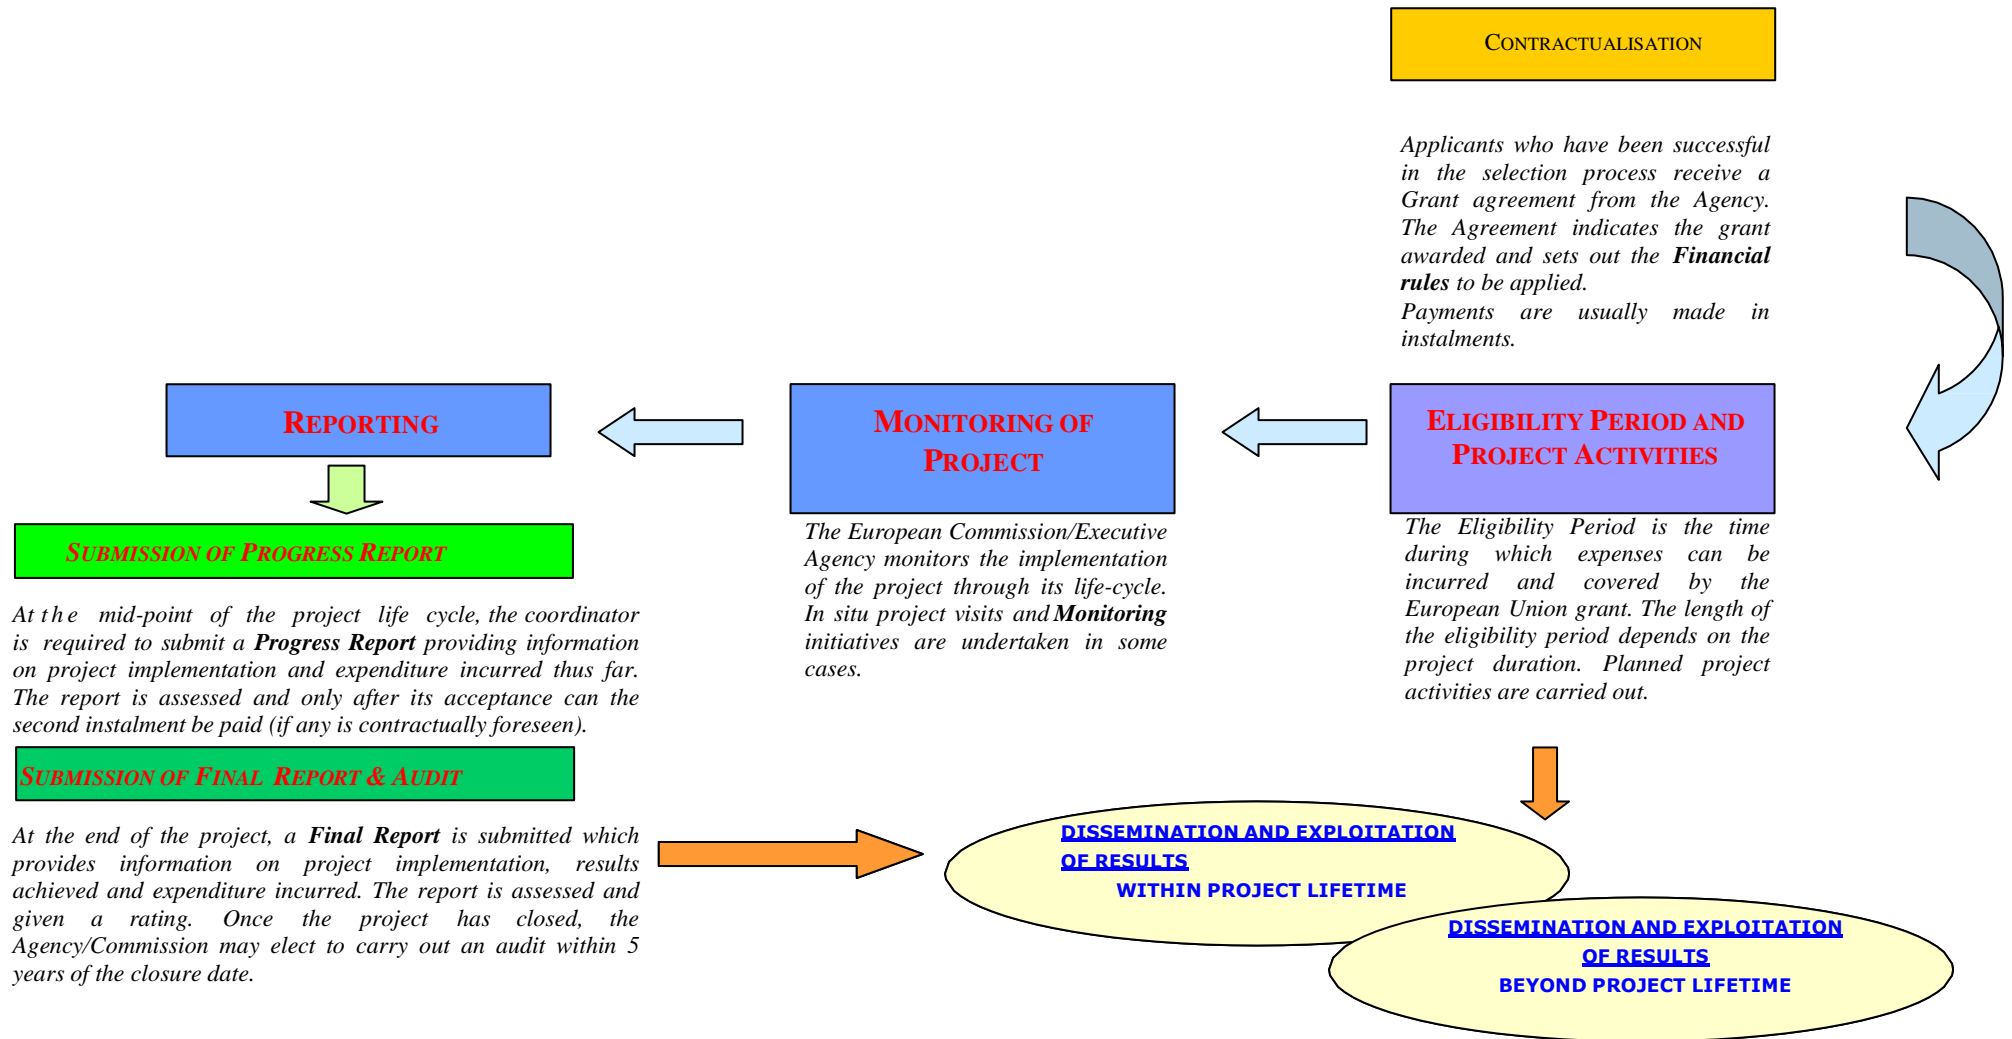 CONTRACTUALISATION
Applicants who have been successful
in the selection process receive a
Grant agreement from the Agency.
The Agreement indicates the grant
awarded and sets out the Financial
rules to be applied.
Payments are usually made in
instalments.
ELIGIBILITY PERIOD AND
PROJECT ACTIVITIES
The Eligibility Period is the time
during which expenses can be
incurred and covered by the
European Union grant. The length of
the eligibility period depends on the
project duration. Planned project
activities are carried out.
MONITORING OF
PROJECT
The European Commission/Executive
Agency monitors the implementation
of the project through its life-cycle.
In situ project visits and Monitoring
initiatives are undertaken in some
cases.
REPORTING
SUBMISSION OF PROGRESS REPORT
At the mid-point of the project life cycle, the coordinator
is required to submit a Progress Report providing information
on project implementation and expenditure incurred thus far.
The report is assessed and only after its acceptance can the
second instalment be paid (if any is contractually foreseen).
SUBMISSION OF FINAL REPORT & AUDIT
At the end of the project, a Final Report is submitted which
provides information on project implementation, results
achieved and expenditure incurred. The report is assessed and
given a rating. Once the project has closed, the
Agency/Commission may elect to carry out an audit within 5
years of the closure date.
DISSEMINATION AND EXPLOITATION
OF RESULTS
WITHIN PROJECT LIFETIME
DISSEMINATION AND EXPLOITATION
OF RESULTS
BEYOND PROJECT LIFETIME